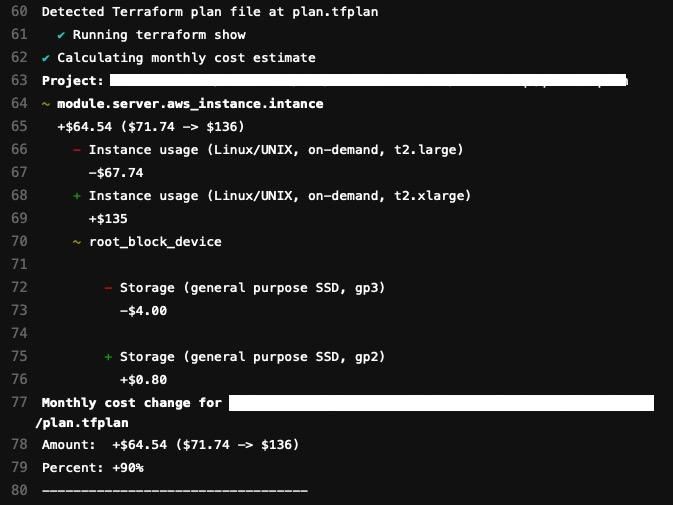 60 Detected Terraform plan file at plan.tfplan
61 ✔ Running terraform show
62 ✔ Calculating monthly cost estimate
63 Project:
64 ~ module.server.aws_instance.intance
65 +$64.54 ($71.74 -> $136)
66 − Instance usage (Linux/UNIX, on-demand, t2.large)
67 -$67.74
68 + Instance usage (Linux/UNIX, on-demand, t2.xlarge)
69 +$135
70 ~ root_block_device
71
72 − Storage (general purpose SSD, gp3)
73 -$4.00
74
75 + Storage (general purpose SSD, gp2)
76 +$0.80
77 Monthly cost change for
/plan.tfplan
78 Amount: +$64.54 ($71.74 -> $136)
79 Percent: +90%
80 ----------------------------------